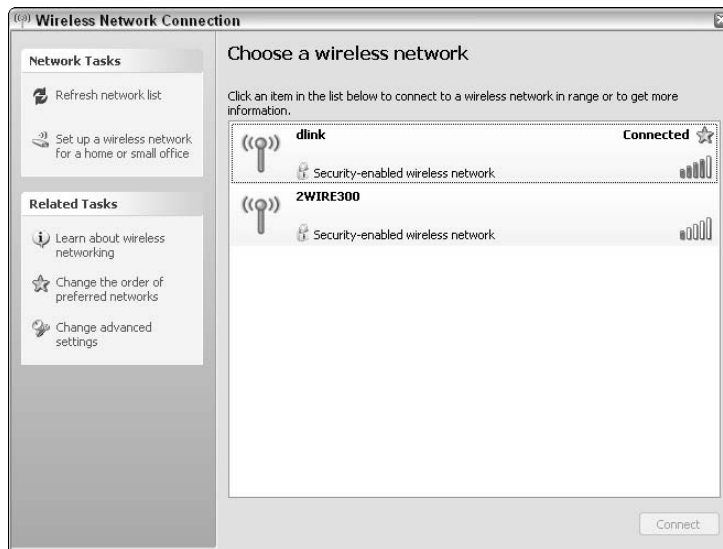 Wireless Network Connection
Network Tasks
Refresh network list
Set up a wireless network
for a home or small office
Related Tasks
Learn about wireless
networking
Change the order of
preferred networks
Change advanced
settings
Choose a wireless network
Click an item in the list below to connect to a wireless network in range or to get more
information.
dlink Connected
Security-enabled wireless network
2WIRE300
Security-enabled wireless network
Connect